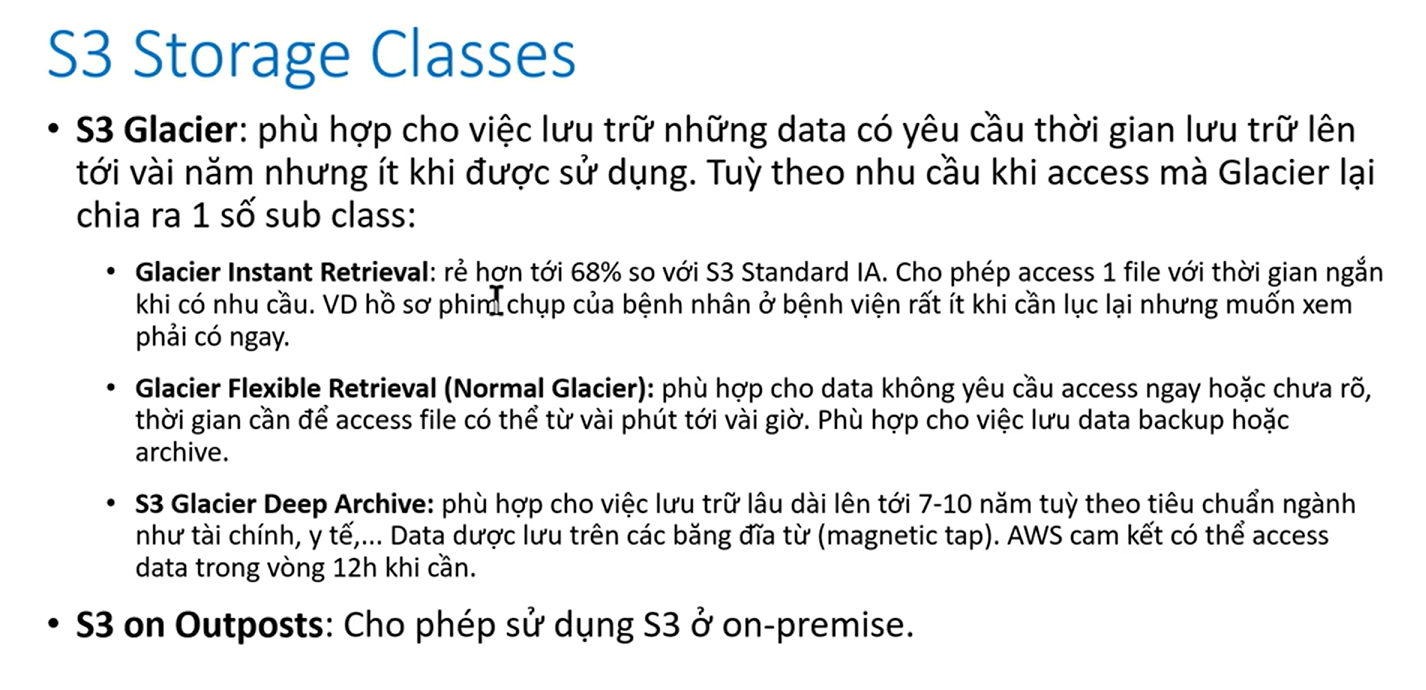 S3 Storage Classes
• S3 Glacier: phù hợp cho việc lưu trữ những data có yêu cầu thời gian lưu trữ lên
tới vài năm nhưng ít khi được sử dụng. Tuỳ theo nhu cầu khi access mà Glacier lại
chia ra 1 số sub class:
• Glacier Instant Retrieval: rẻ hơn tới 68% so với S3 Standard IA. Cho phép access 1 file với thời gian ngắn
khi có nhu cầu. VD hồ sơ phim chụp của bệnh nhân ở bệnh viện rất ít khi cần lục lại nhưng muốn xem
phải có ngay.
• Glacier Flexible Retrieval (Normal Glacier): phù hợp cho data không yêu cầu access ngay hoặc chưa rõ,
thời gian cần để access file có thể từ vài phút tới vài giờ. Phù hợp cho việc lưu data backup hoặc
archive.
• S3 Glacier Deep Archive: phù hợp cho việc lưu trữ lâu dài lên tới 7-10 năm tuỳ theo tiêu chuẩn ngành
như tài chính, y tế,... Data dược lưu trên các băng đĩa từ (magnetic tap). AWS cam kết có thể access
data trong vòng 12h khi cần.
• S3 on Outposts: Cho phép sử dụng S3 ở on-premise.